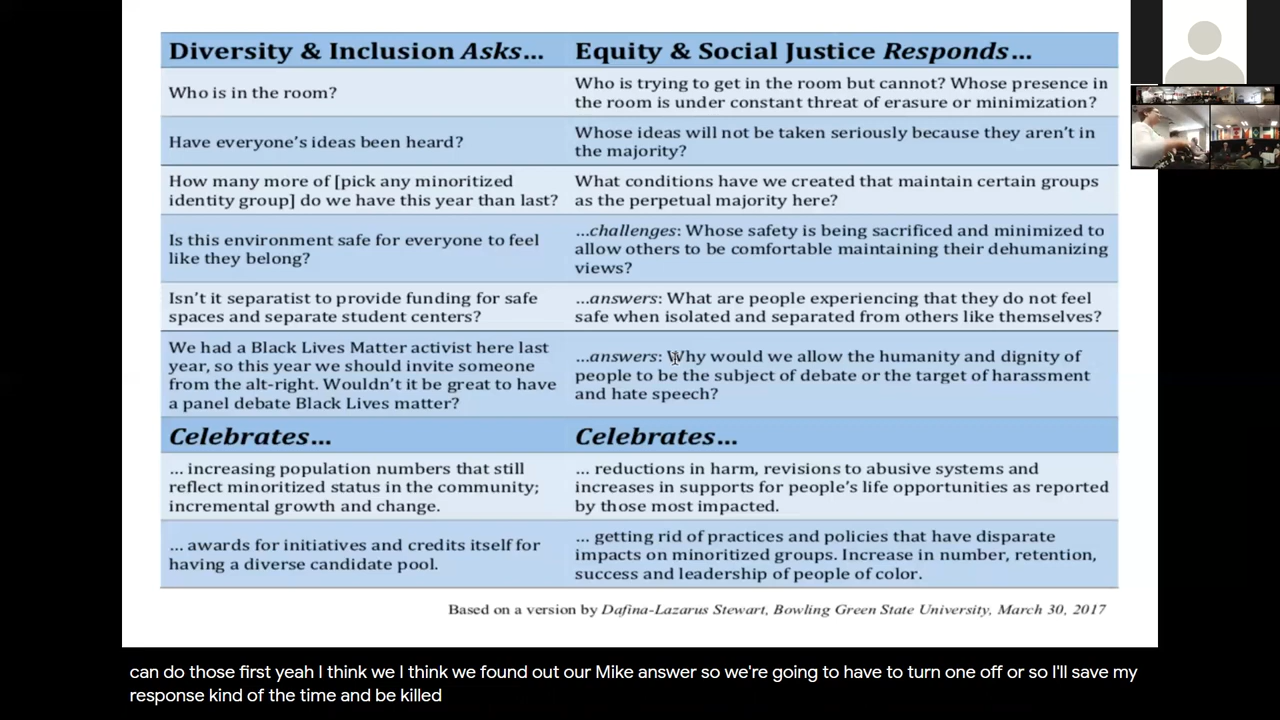 Diversity & Inclusion Asks…
Equity & Social Justice Responds…
Who is in the room?
Who is trying to get in the room but cannot? Whose presence in
the room is under constant threat of erasure or minimization?
Have everyone's ideas been heard?
Whose ideas will not be taken seriously because they aren't in
the majority?
How many more of [pick any minoritized
identity group] do we have this year than last?
What conditions have we created that maintain certain groups
as the perpetual majority here?
Is this environment safe for everyone to feel
like they belong?
…challenges: Whose safety is being sacrificed and minimized to
allow others to be comfortable maintaining their dehumanizing
views?
Isn't it separatist to provide funding for safe
spaces and separate student centers?
…answers: What are people experiencing that they do not feel
safe when isolated and separated from others like themselves?
We had a Black Lives Matter activist here last
year, so this year we should invite someone
from the alt-right. Wouldn't it be great to have
a panel debate Black Lives matter?
…answers: Why would we allow the humanity and dignity of
people to be the subject of debate or the target of harassment
and hate speech?
Celebrates…
Celebrates…
… increasing population numbers that still
reflect minoritized status in the community;
incremental growth and change.
… reductions in harm, revisions to abusive systems and
increases in supports for people's life opportunities as reported
by those most impacted.
… awards for initiatives and credits itself for
having a diverse candidate pool.
… getting rid of practices and policies that have disparate
impacts on minoritized groups. Increase in number, retention,
success and leadership of people of color.
Based on a version by Dafina-Lazarus Stewart, Bowling Green State University, March 30, 2017
can do those first yeah I think we I think we found out our Mike answer so we're going to have to turn one off or so I'll save my
response kind of the time and be killed